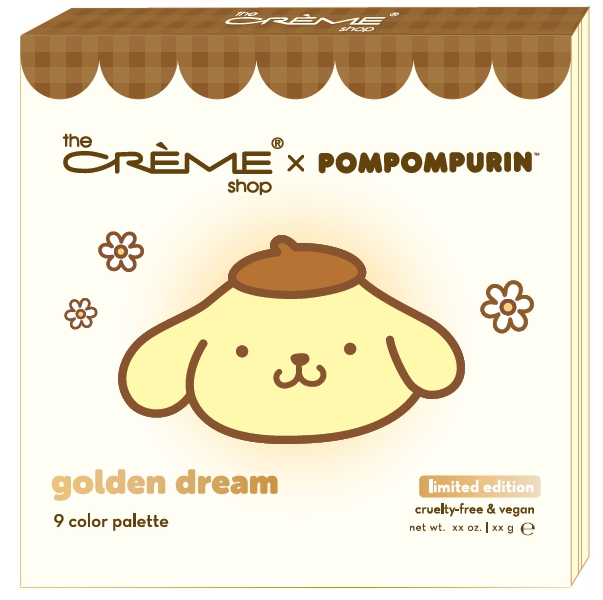 the CRÈME® shop
the CRÈME® shop × POMPOMPURIN™
golden dream
9 color palette
limited edition
cruelty-free & vegan
net wt. xx oz. | xx g ℮